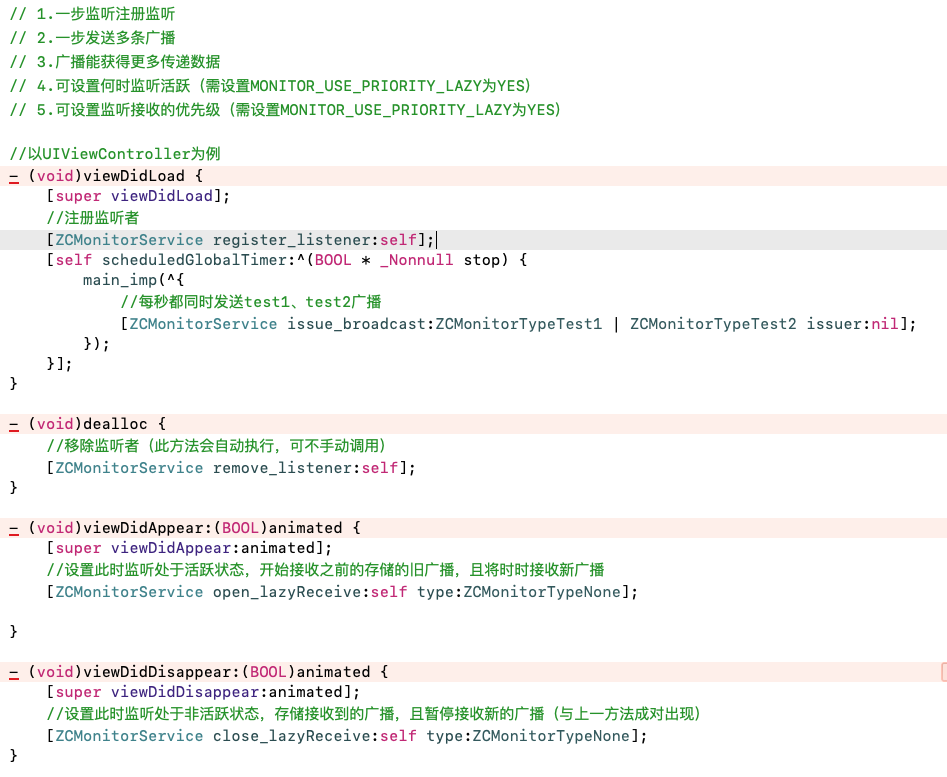 // 1.一步监听注册监听
// 2.一步发送多条广播
// 3.广播能获得更多传递数据
// 4.可设置何时监听活跃（需设置MONITOR_USE_PRIORITY_LAZY为YES）
// 5.可设置监听接收的优先级（需设置MONITOR_USE_PRIORITY_LAZY为YES）

//以UIViewController为例
- (void)viewDidLoad {
    [super viewDidLoad];
    //注册监听者
    [ZCMonitorService register_listener:self];
    [self scheduledGlobalTimer:^(BOOL * _Nonnull stop) {
        main_imp(^{
            //每秒都同时发送test1、test2广播
            [ZCMonitorService issue_broadcast:ZCMonitorTypeTest1 | ZCMonitorTypeTest2 issuer:nil];
        });
    }];
}

- (void)dealloc {
    //移除监听者（此方法会自动执行，可不手动调用）
    [ZCMonitorService remove_listener:self];
}

- (void)viewDidAppear:(BOOL)animated {
    [super viewDidAppear:animated];
    //设置此时监听处于活跃状态，开始接收之前的存储的旧广播，且将时时接收新广播
    [ZCMonitorService open_lazyReceive:self type:ZCMonitorTypeNone];

}

- (void)viewDidDisappear:(BOOL)animated {
    [super viewDidDisappear:animated];
    //设置此时监听处于非活跃状态，存储接收到的广播，且暂停接收新的广播（与上一方法成对出现）
    [ZCMonitorService close_lazyReceive:self type:ZCMonitorTypeNone];
}